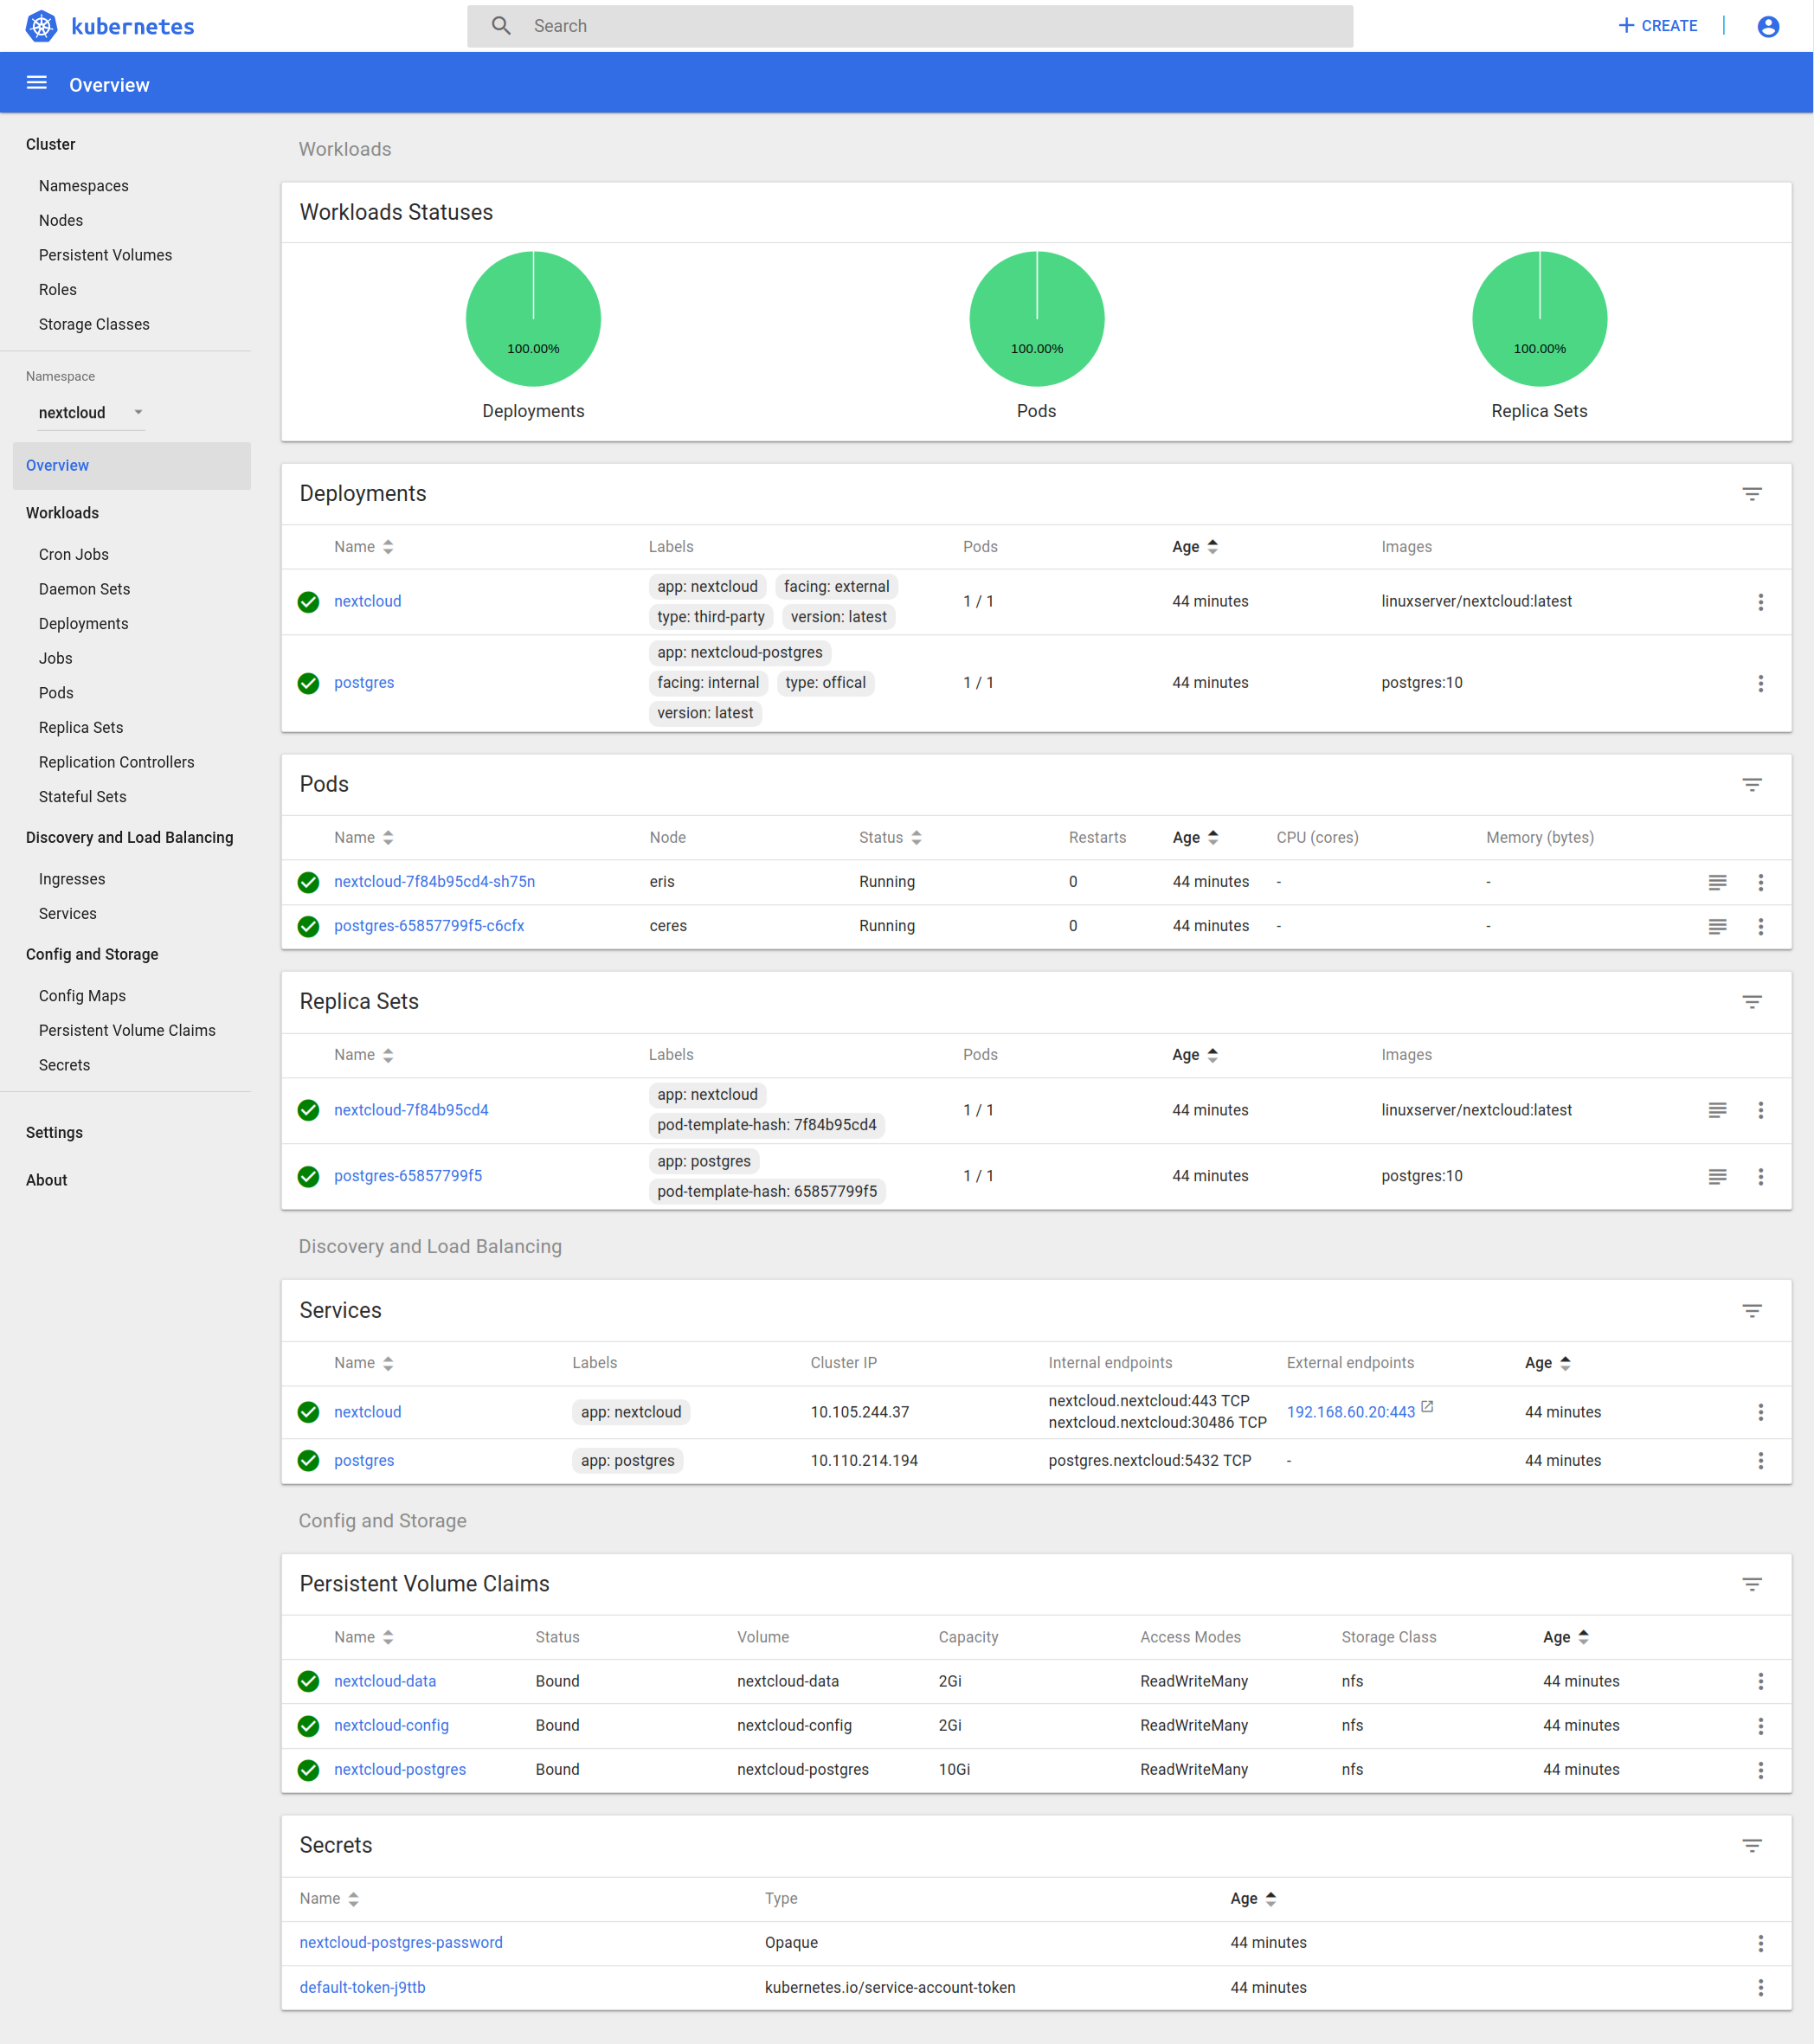 kubernetes
Search
CREATE
Overview
Cluster
Namespaces
Nodes
Persistent Volumes
Roles
Storage Classes
Namespace
nextcloud
Overview
Workloads
Cron Jobs
Daemon Sets
Deployments
Jobs
Pods
Replica Sets
Replication Controllers
Stateful Sets
Discovery and Load Balancing
Ingresses
Services
Config and Storage
Config Maps
Persistent Volume Claims
Secrets
Settings
About
Workloads
Workloads Statuses
100.00% 100.00% 100.00%
Deployments Pods Replica Sets
Deployments
Name Labels Pods Age Images
nextcloud app: nextcloud facing: external type: third-party version: latest 1 / 1 44 minutes linuxserver/nextcloud:latest
postgres app: nextcloud-postgres facing: internal type: offical version: latest 1 / 1 44 minutes postgres:10
Pods
Name Node Status Restarts Age CPU (cores) Memory (bytes)
nextcloud-7f84b95cd4-sh75n eris Running 0 44 minutes - -
postgres-65857799f5-c6cfx ceres Running 0 44 minutes - -
Replica Sets
Name Labels Pods Age Images
nextcloud-7f84b95cd4 app: nextcloud pod-template-hash: 7f84b95cd4 1 / 1 44 minutes linuxserver/nextcloud:latest
postgres-65857799f5 app: postgres pod-template-hash: 65857799f5 1 / 1 44 minutes postgres:10
Discovery and Load Balancing
Services
Name Labels Cluster IP Internal endpoints External endpoints Age
nextcloud app: nextcloud 10.105.244.37 nextcloud.nextcloud:443 TCP nextcloud.nextcloud:30486 TCP 192.168.60.20:443 44 minutes
postgres app: postgres 10.110.214.194 postgres.nextcloud:5432 TCP - 44 minutes
Config and Storage
Persistent Volume Claims
Name Status Volume Capacity Access Modes Storage Class Age
nextcloud-data Bound nextcloud-data 2Gi ReadWriteMany nfs 44 minutes
nextcloud-config Bound nextcloud-config 2Gi ReadWriteMany nfs 44 minutes
nextcloud-postgres Bound nextcloud-postgres 10Gi ReadWriteMany nfs 44 minutes
Secrets
Name Type Age
nextcloud-postgres-password Opaque 44 minutes
default-token-j9ttb kubernetes.io/service-account-token 44 minutes